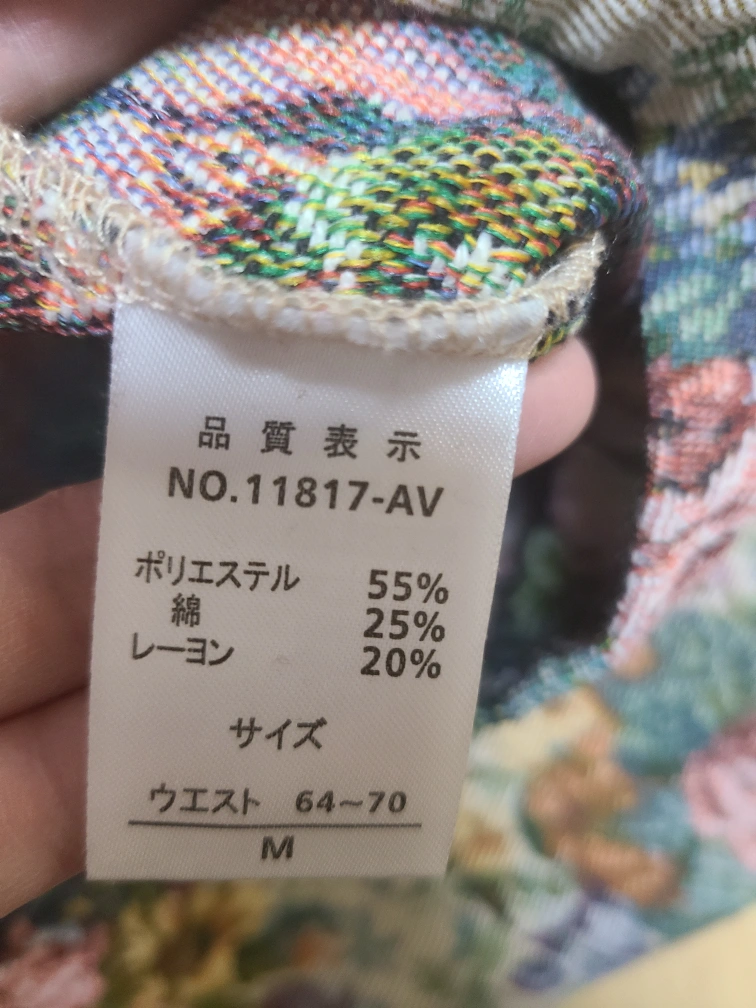 品質表示
NO.11817-AV
ポリエステル 55%
綿 25%
レーヨン 20%
サイズ
ウエスト 64～70
M